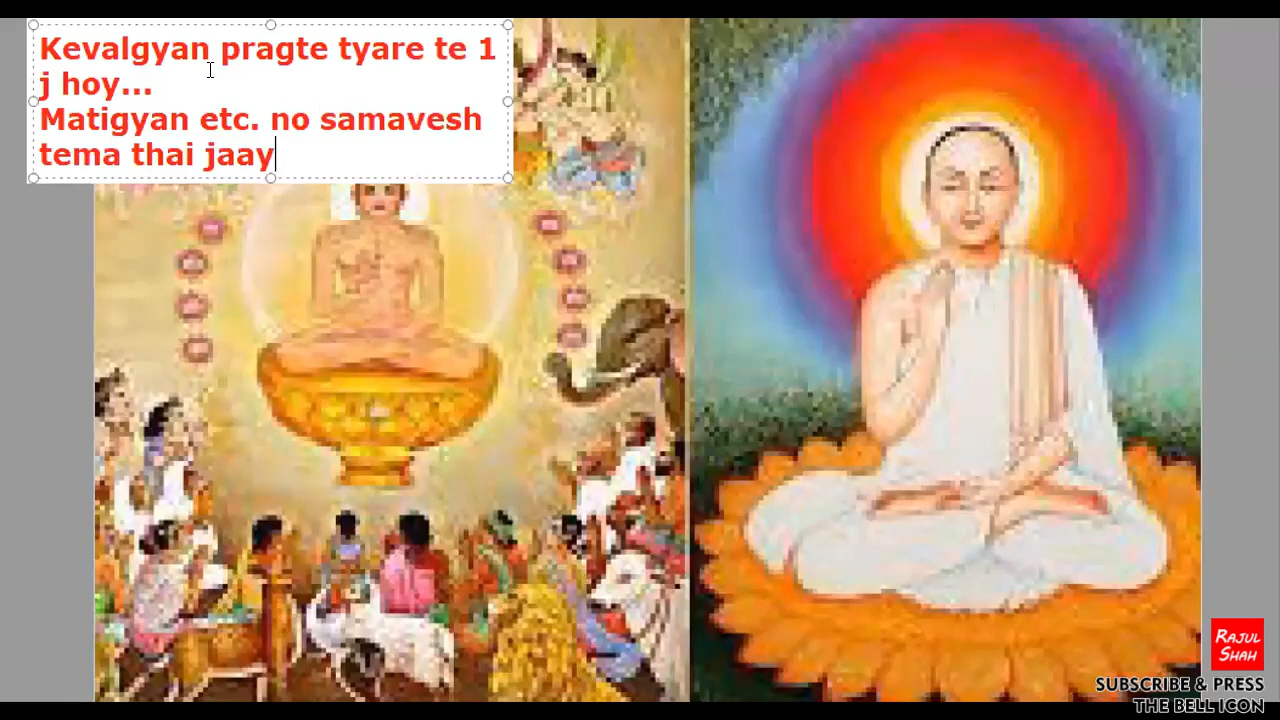 Kevalgyan pragte tyare te 1
j hoy...
Matigyan etc. no samavesh
tema thai jaay
RAJUL
SHAH
SUBSCRIBE & PRESS
THE BELL ICON